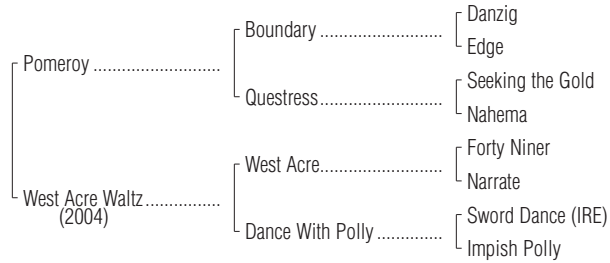 Danzig
Boundary
Edge
Pomeroy
Seeking the Gold
Questress
Nahema
Forty Niner
West Acre
Narrate
West Acre Waltz
(2004)
Sword Dance (IRE)
Dance With Polly
Impish Polly